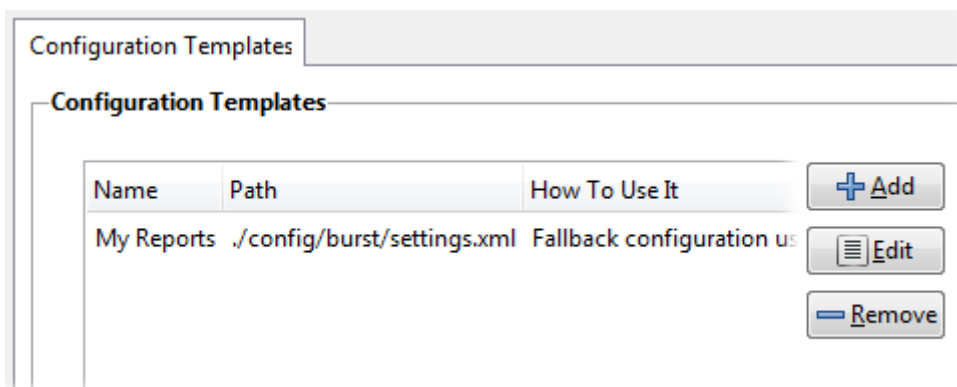 Configuration Templates
Configuration Templates
Name Path How To Use It
My Reports ./config/burst/settings.xml Fallback configuration
Add
Edit
Remove